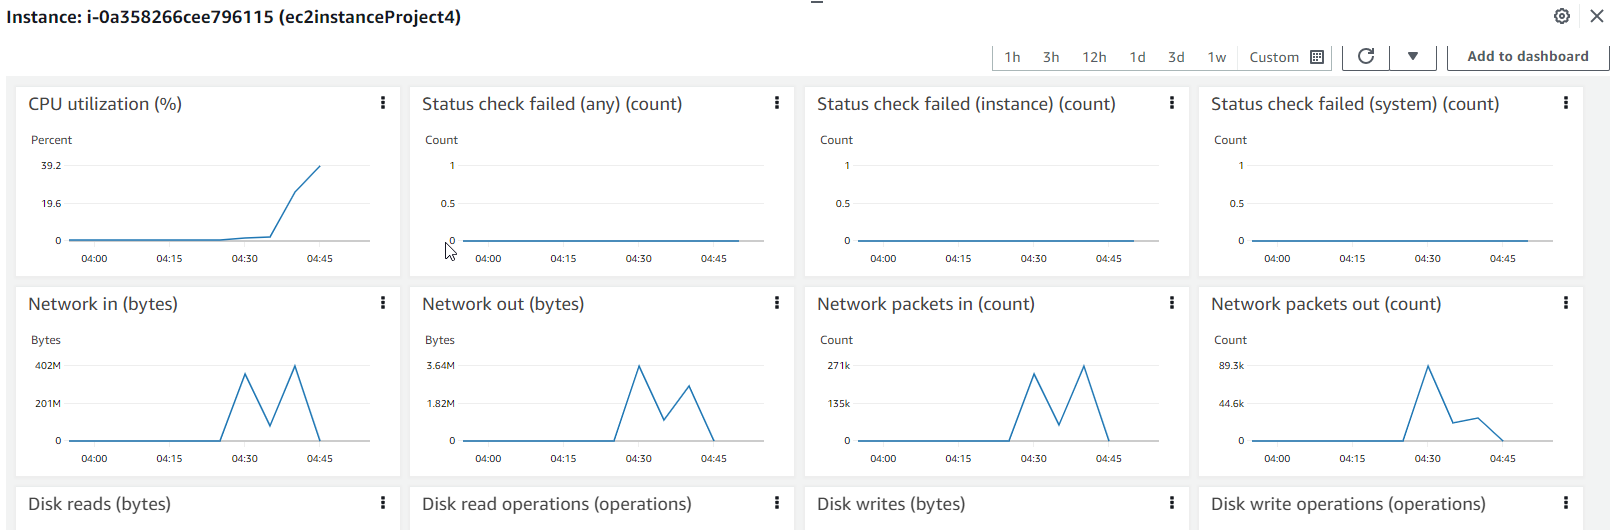 Instance: i-0a358266cee796115 (ec2instanceProject4)
1h 3h 12h 1d 3d 1w Custom Add to dashboard
CPU utilization (%)
Percent
39.2
19.6
0
04:00 04:15 04:30 04:45
Status check failed (any) (count)
Count
1
0.5
0
04:00 04:15 04:30 04:45
Status check failed (instance) (count)
Count
1
0.5
0
04:00 04:15 04:30 04:45
Status check failed (system) (count)
Count
1
0.5
0
04:00 04:15 04:30 04:45
Network in (bytes)
Bytes
402M
201M
0
04:00 04:15 04:30 04:45
Network out (bytes)
Bytes
3.64M
1.82M
0
04:00 04:15 04:30 04:45
Network packets in (count)
Count
271k
135k
0
04:00 04:15 04:30 04:45
Network packets out (count)
Count
89.3k
44.6k
0
04:00 04:15 04:30 04:45
Disk reads (bytes)
Disk read operations (operations)
Disk writes (bytes)
Disk write operations (operations)